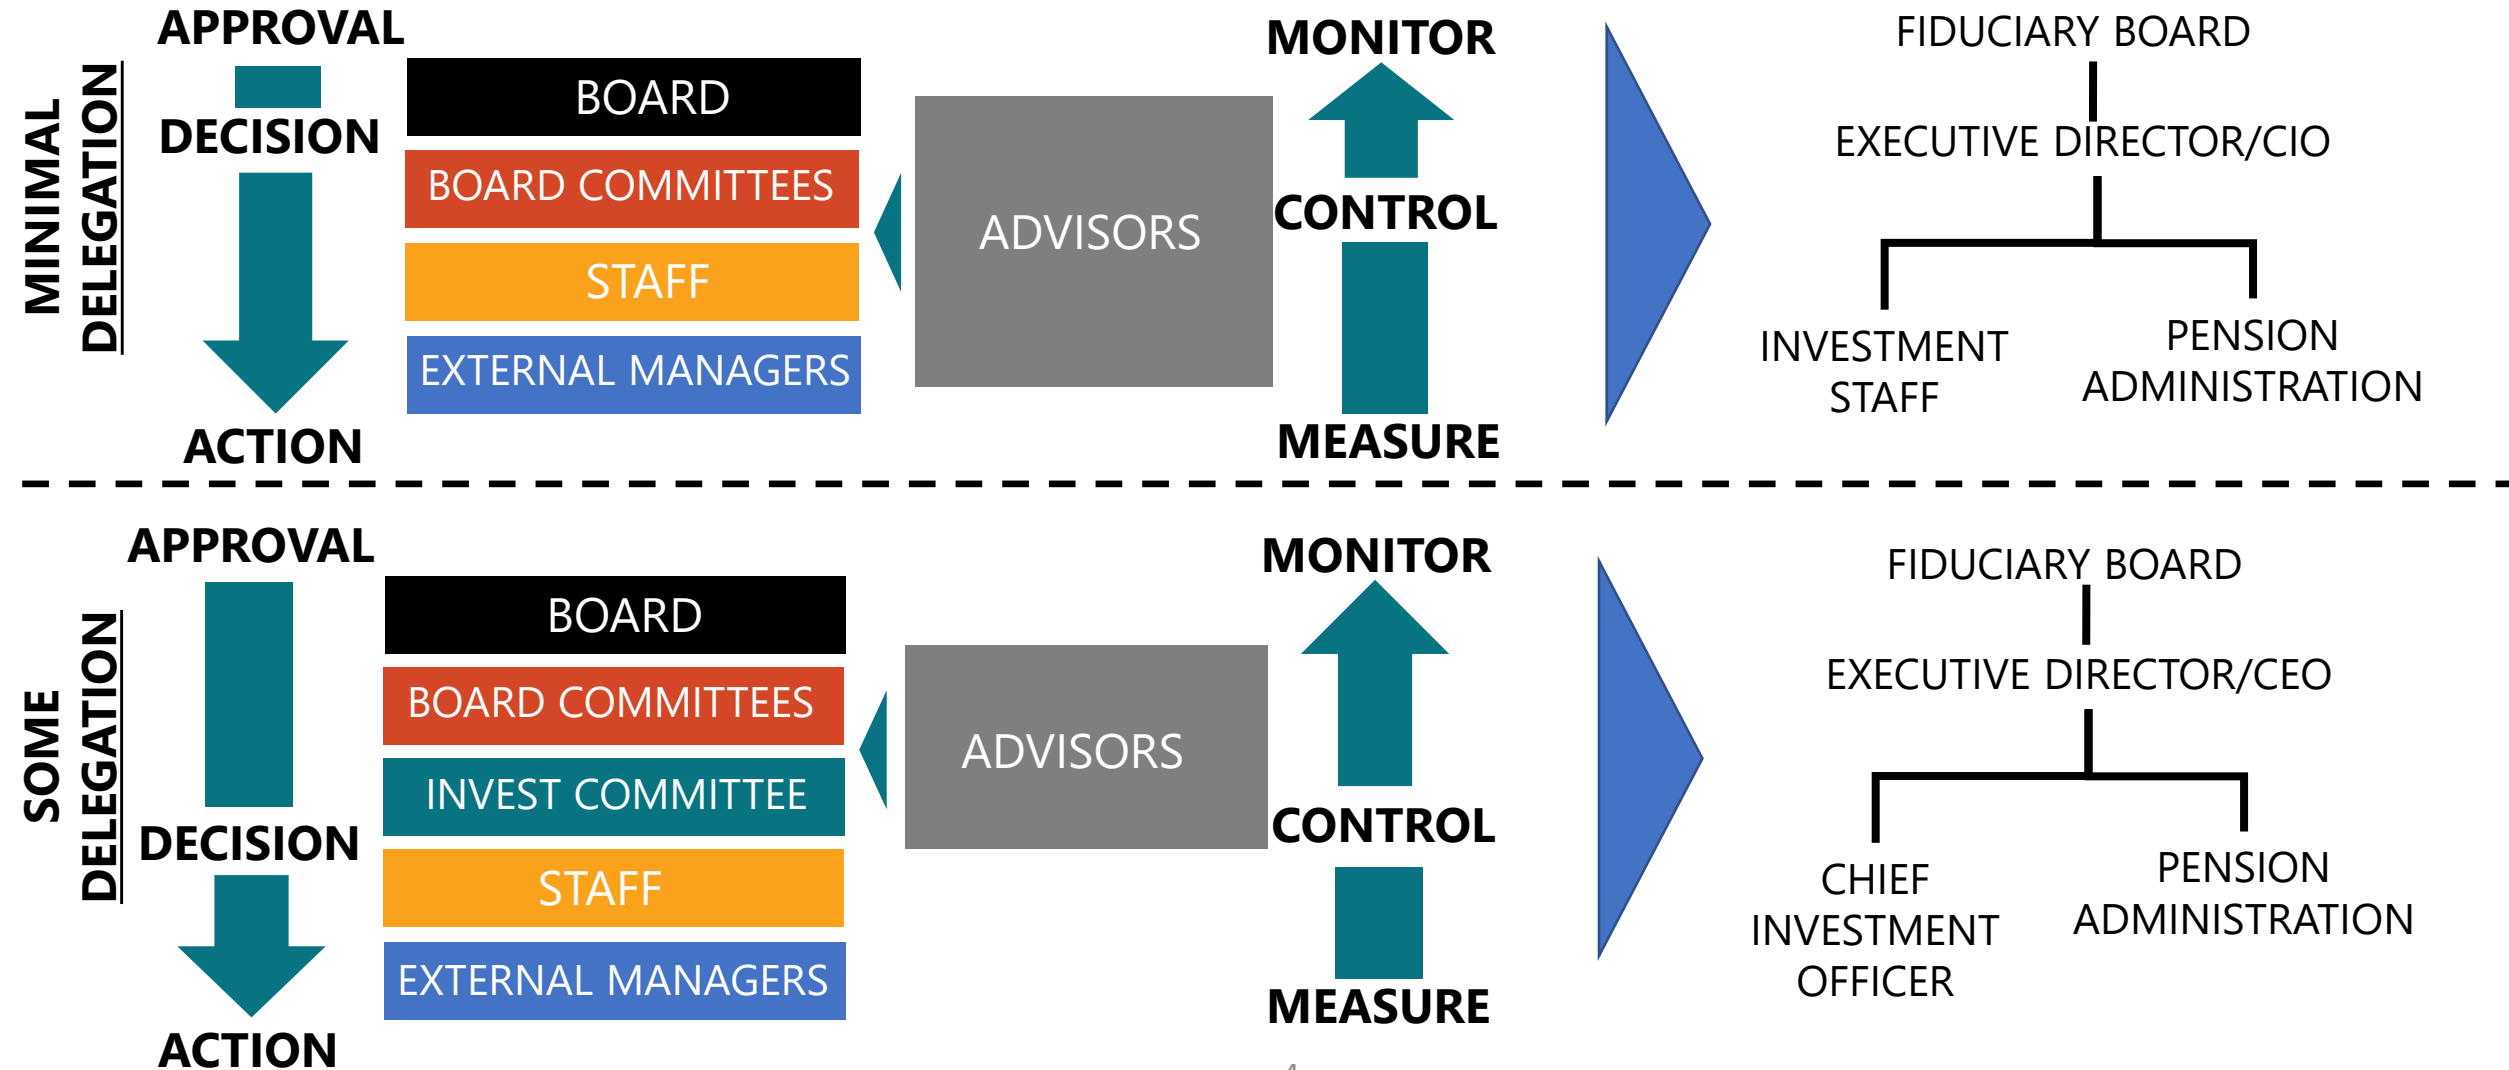 MINIMAL
DELEGATION
APPROVAL
DECISION
ACTION
BOARD
BOARD COMMITTEES
STAFF
EXTERNAL MANAGERS
ADVISORS
MONITOR
CONTROL
MEASURE
FIDUCIARY BOARD
EXECUTIVE DIRECTOR/CIO
INVESTMENT
STAFF
PENSION
ADMINISTRATION
SOME
DELEGATION
APPROVAL
DECISION
ACTION
BOARD
BOARD COMMITTEES
INVEST COMMITTEE
STAFF
EXTERNAL MANAGERS
ADVISORS
MONITOR
CONTROL
MEASURE
FIDUCIARY BOARD
EXECUTIVE DIRECTOR/CEO
CHIEF
INVESTMENT
OFFICER
PENSION
ADMINISTRATION